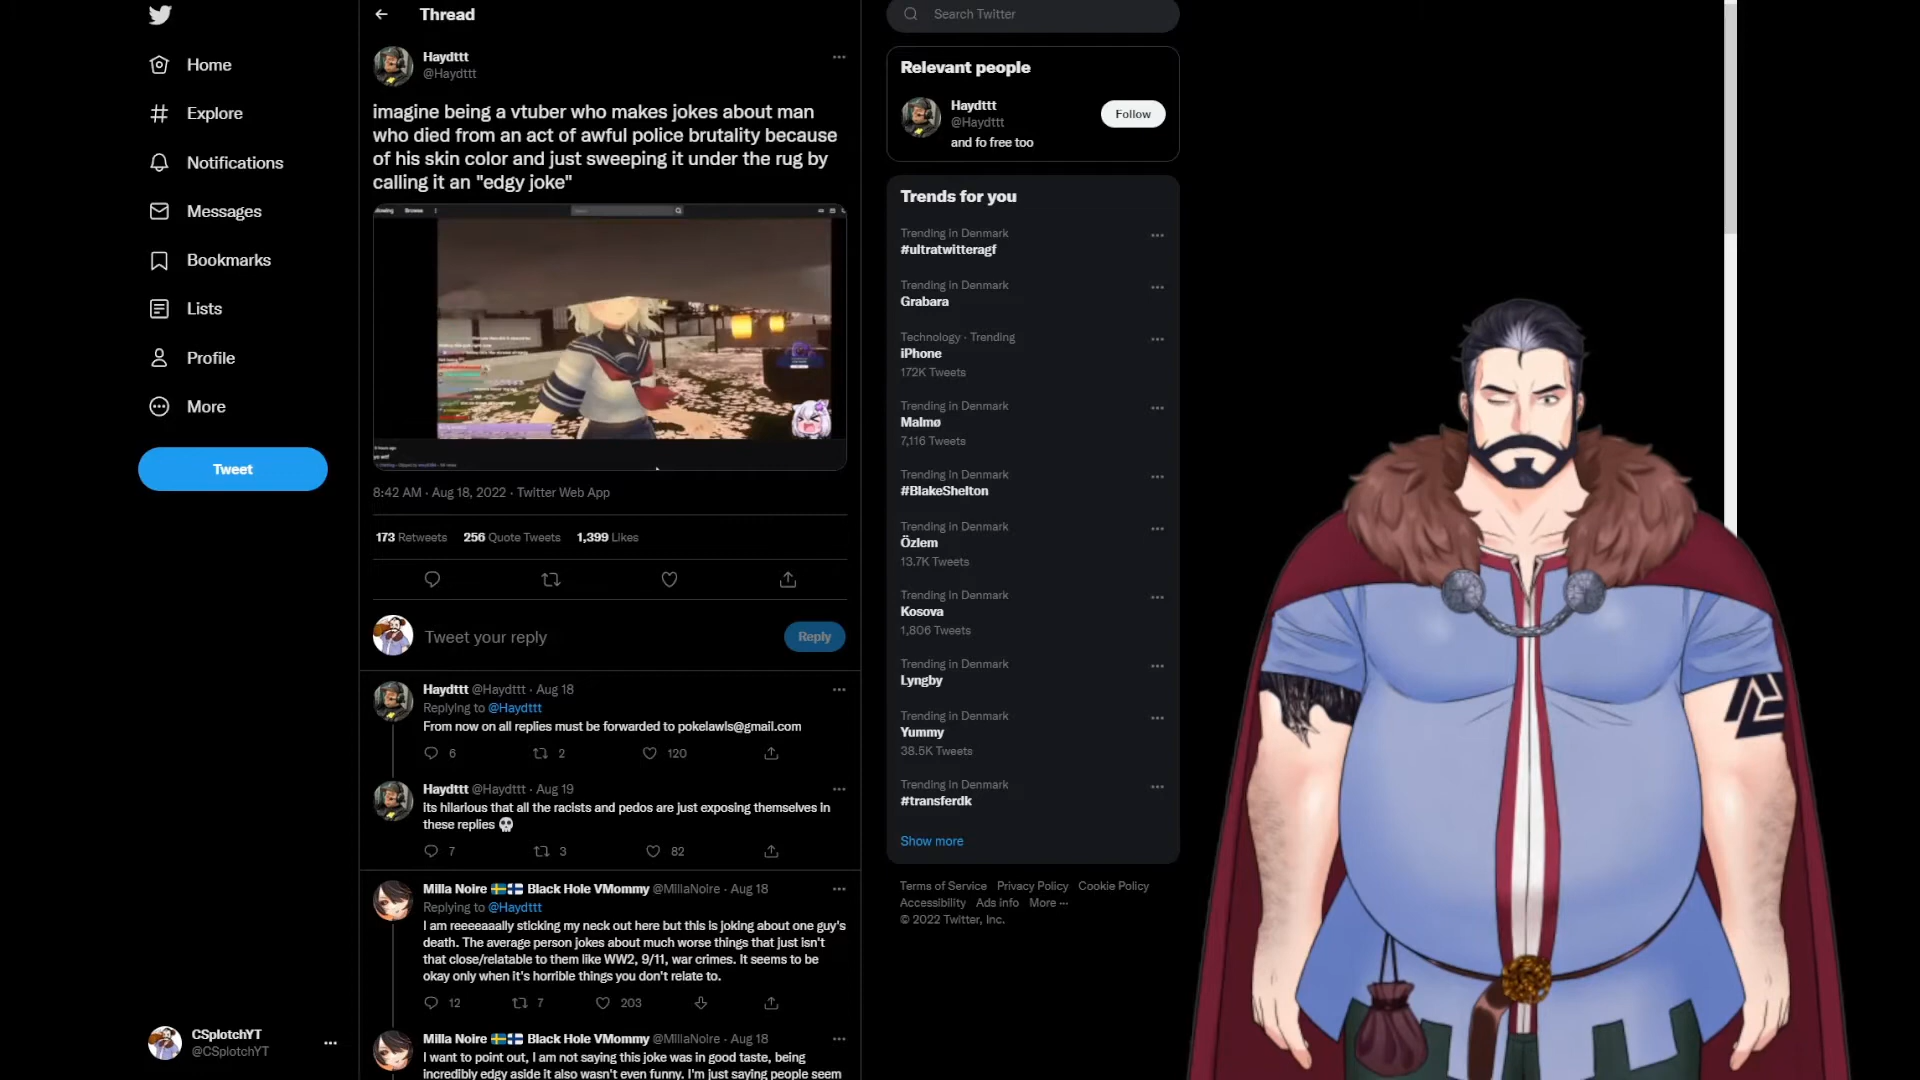 Home
Explore
Notifications
Messages
Bookmarks
Lists
Profile
More
Tweet
CSplotchYT
@CSplotchYT
Thread
Haydttt
@Haydttt
imagine being a vtuber who makes jokes about man
who died from an act of awful police brutality because
of his skin color and just sweeping it under the rug by
calling it an "edgy joke"
Browse
8:42 AM · Aug 18, 2022 · Twitter Web App
173 Retweets 256 Quote Tweets 1,399 Likes
Tweet your reply
Reply
Haydttt @Haydttt · Aug 18
Replying to @Haydttt
From now on all replies must be forwarded to pokelawls@gmail.com
6 2 120
Haydttt @Haydttt · Aug 19
Its hilarious that all the racists and pedos are just exposing themselves in
these replies 💀
7 3 82
Milla Noire 🇸🇪🇫🇮 Black Hole VMommy @MillaNoire · Aug 18
Replying to @Haydttt
I am reeeeaaally sticking my neck out here but this is joking about one guy's
death. The average person jokes about much worse things that just isn't
that close/relatable to them like WW2, 9/11, war crimes. It seems to be
okay only when it's horrible things you don't relate to.
12 7 203
Milla Noire 🇸🇪🇫🇮 Black Hole VMommy @MillaNoire · Aug 18
I want to point out, I am not saying this joke was in good taste, being
incredibly edgy aside it also wasn't even funny. I'm just saying people seem
Search Twitter
Relevant people
Haydttt
@Haydttt
Follow
and fo free too
Trends for you
Trending in Denmark
#ultratwitteragf
Trending in Denmark
Grabara
Technology · Trending
iPhone
172K Tweets
Trending in Denmark
Malmø
7,116 Tweets
Trending in Denmark
#BlakeShelton
Trending in Denmark
Özlem
13.7K Tweets
Trending in Denmark
Kosova
1,806 Tweets
Trending in Denmark
Lyngby
Trending in Denmark
Yummy
38.5K Tweets
Trending in Denmark
#transferdk
Show more
Terms of Service Privacy Policy Cookie Policy
Accessibility Ads info More ···
© 2022 Twitter, Inc.